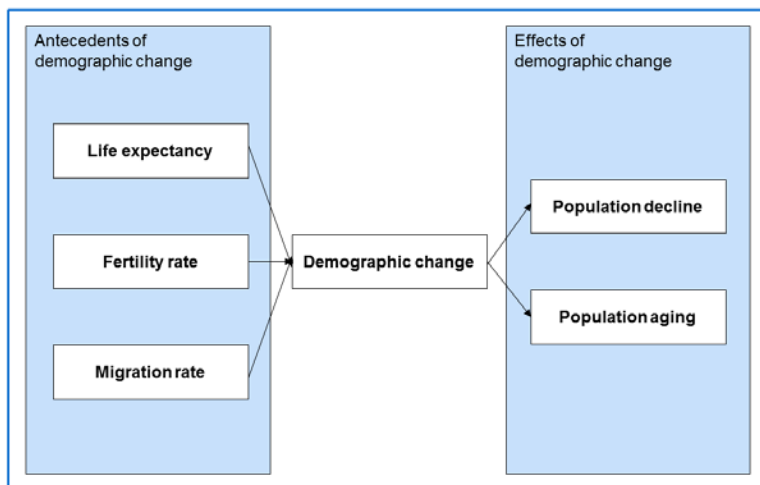 Antecedents of
demographic change
Life expectancy
Fertility rate
Migration rate
Demographic change
Effects of
demographic change
Population decline
Population aging